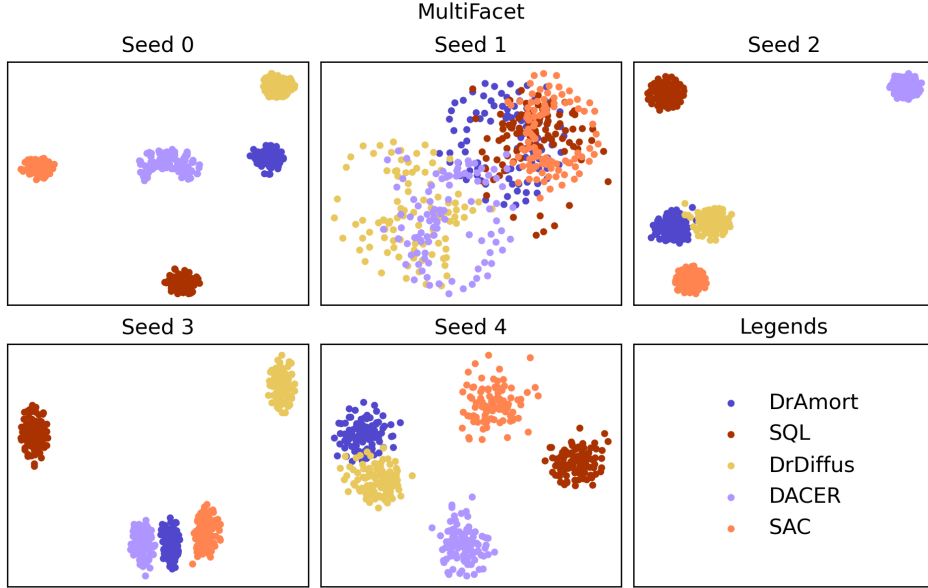 MultiFacet
Seed 0
Seed 1
Seed 2
Seed 3
Seed 4
Legends
DrAmort
SQL
DrDiffus
DACER
SAC